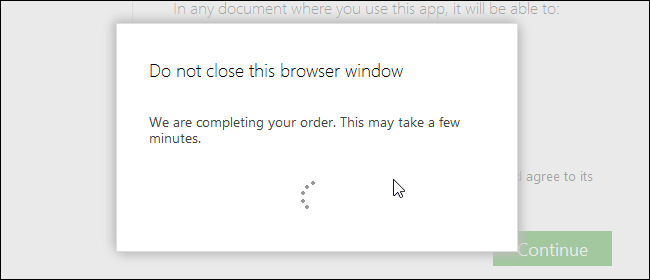 In any document where you use this app, it will be able to:
Do not close this browser window
We are completing your order. This may take a few
minutes.
agree to its
Continue